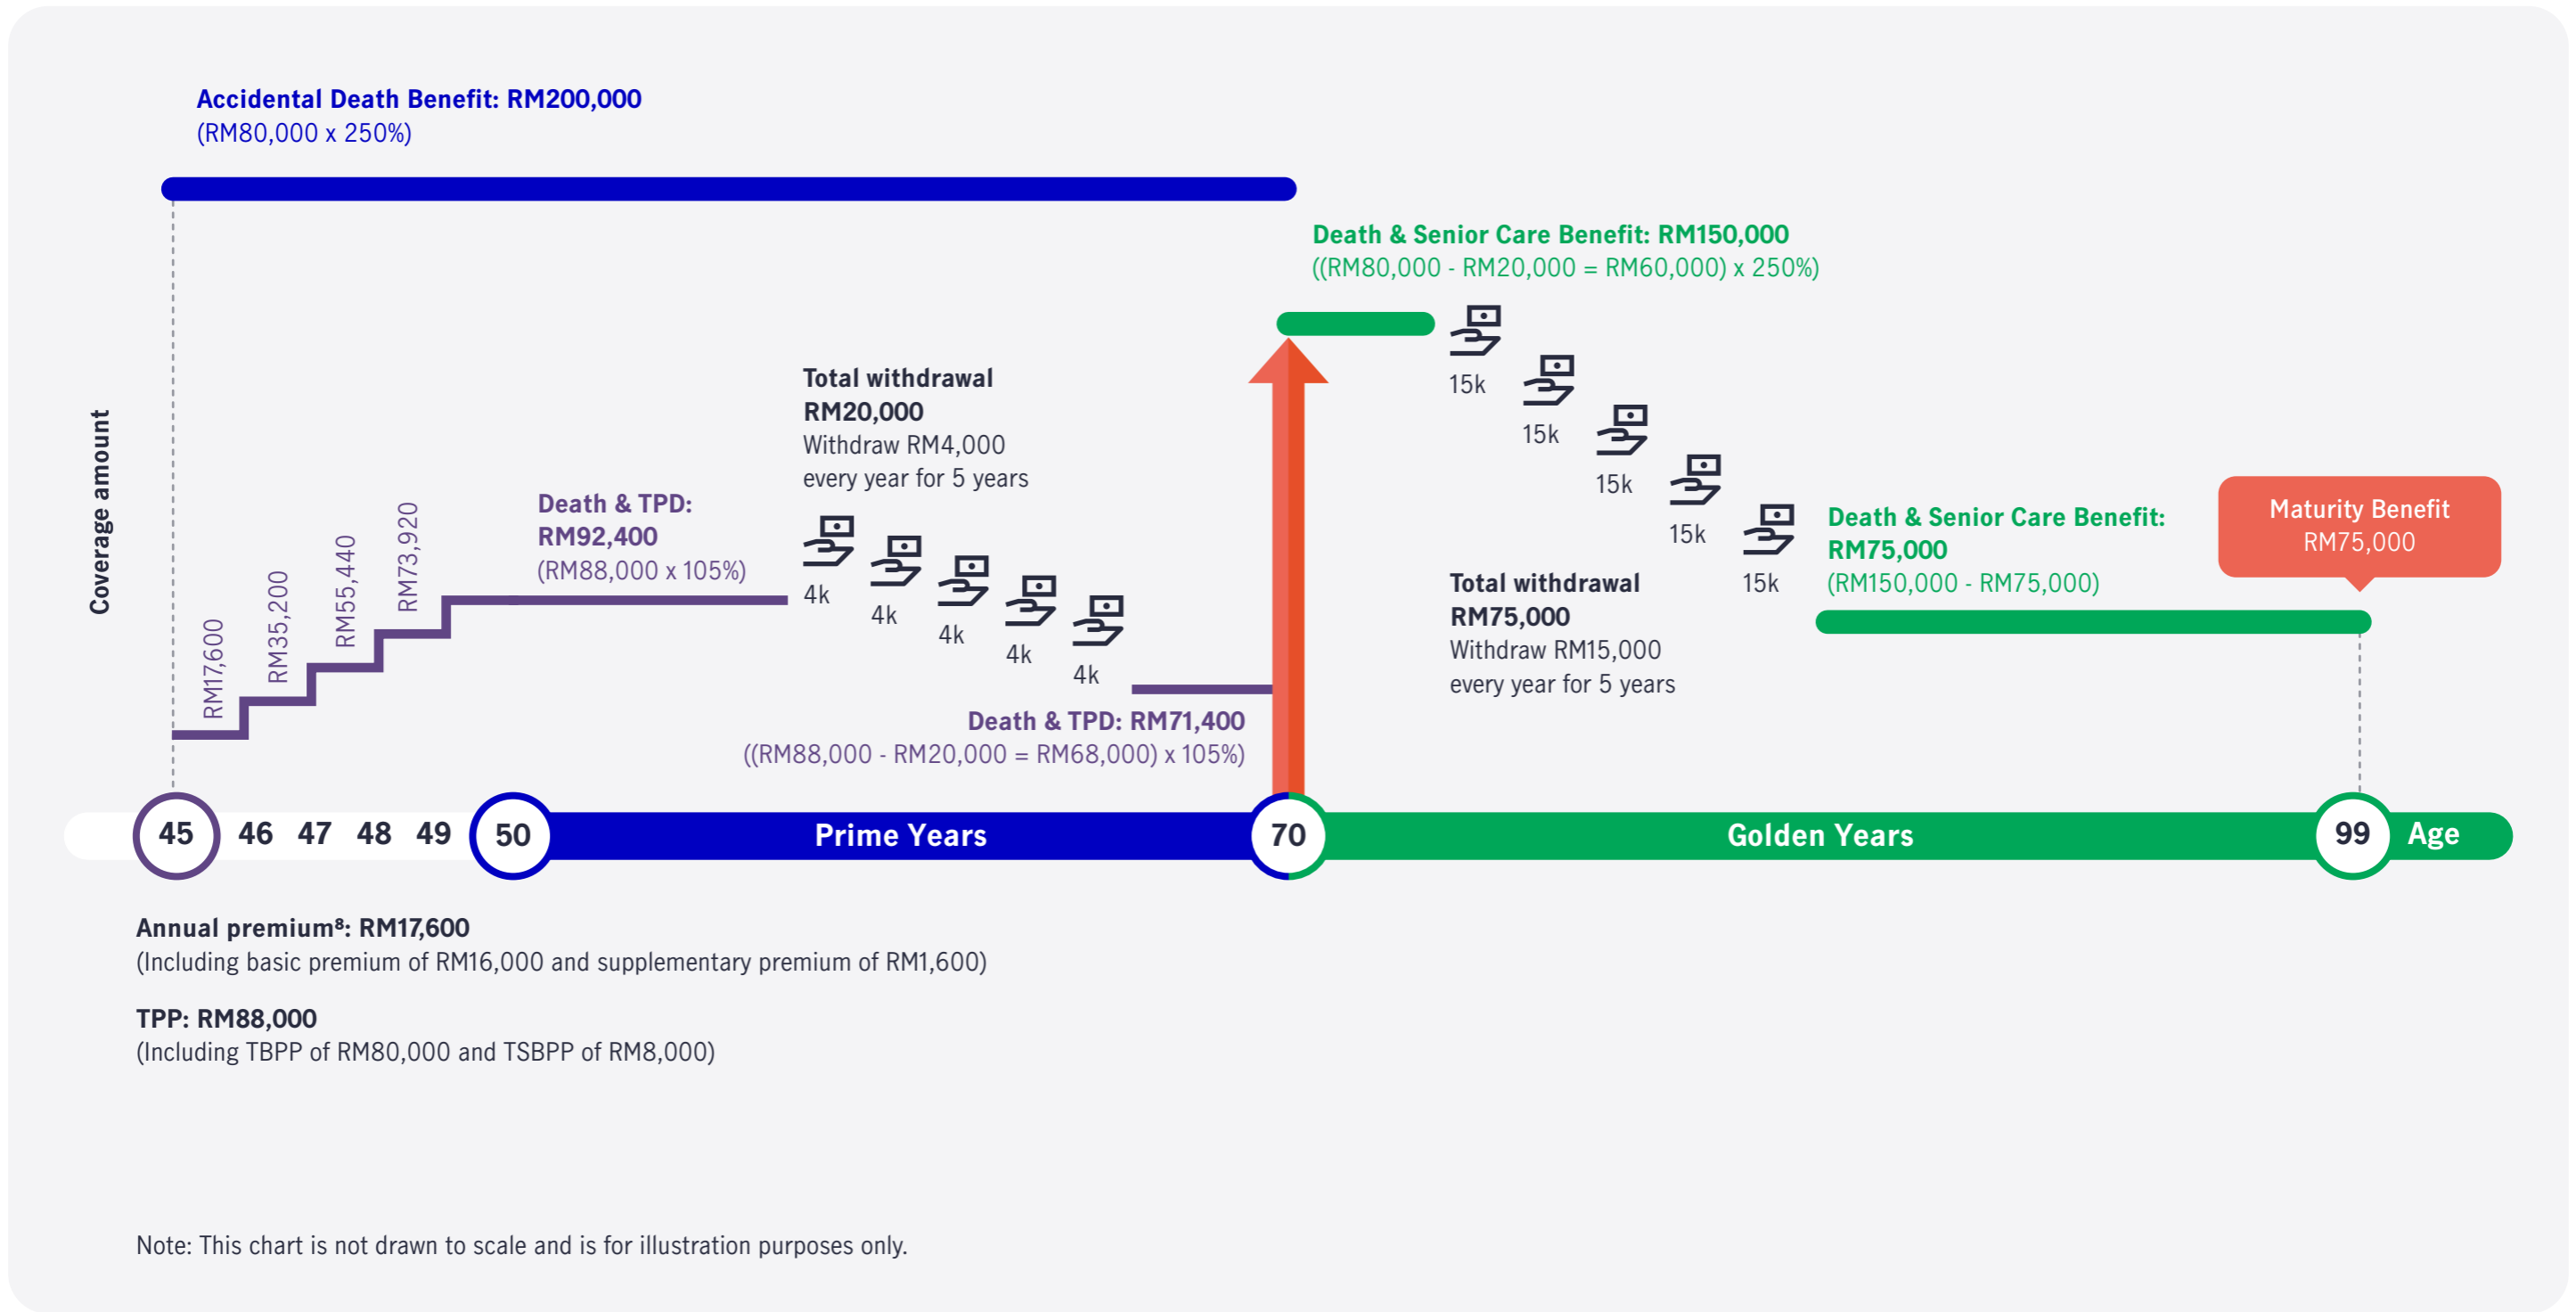 Accidental Death Benefit: RM200,000
(RM80,000 x 250%)
Death & Senior Care Benefit: RM150,000
((RM80,000 - RM20,000 = RM60,000) x 250%)
Coverage amount
RM17,600
RM35,200
RM55,440
RM73,920
Death & TPD:
RM92,400
(RM88,000 x 105%)
Total withdrawal
RM20,000
Withdraw RM4,000
every year for 5 years
4k
4k
4k
4k
4k
Death & TPD: RM71,400
((RM88,000 - RM20,000 = RM68,000) x 105%)
15k
15k
15k
15k
15k
Total withdrawal
RM75,000
Withdraw RM15,000
every year for 5 years
Death & Senior Care Benefit:
RM75,000
(RM150,000 - RM75,000)
Maturity Benefit
RM75,000
45 46 47 48 49 50 Prime Years 70 Golden Years 99 Age
Annual premium⁸: RM17,600
(Including basic premium of RM16,000 and supplementary premium of RM1,600)
TPP: RM88,000
(Including TBPP of RM80,000 and TSBPP of RM8,000)
Note: This chart is not drawn to scale and is for illustration purposes only.